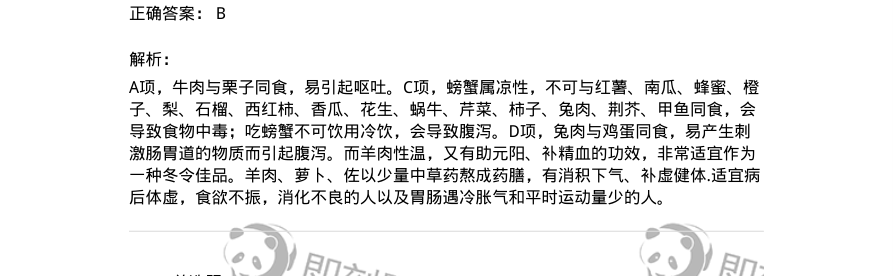 正确答案： B
解析：
A项，牛肉与栗子同食，易引起呕吐。C项，螃蟹属凉性，不可与红薯、南瓜、蜂蜜、橙
子、梨、石榴、西红柿、香瓜、花生、蜗牛、芹菜、柿子、兔肉、荆芥、甲鱼同食，会
导致食物中毒；吃螃蟹不可饮用冷饮，会导致腹泻。D项，兔肉与鸡蛋同食，易产生刺
激肠胃道的物质而引起腹泻。而羊肉性温，又有助元阳、补精血的功效，非常适宜作为
一种冬令佳品。羊肉、萝卜、佐以少量中草药熬成药膳，有消积下气、补虚健体.适宜病
后体虚，食欲不振，消化不良的人以及胃肠遇冷胀气和平时运动量少的人。